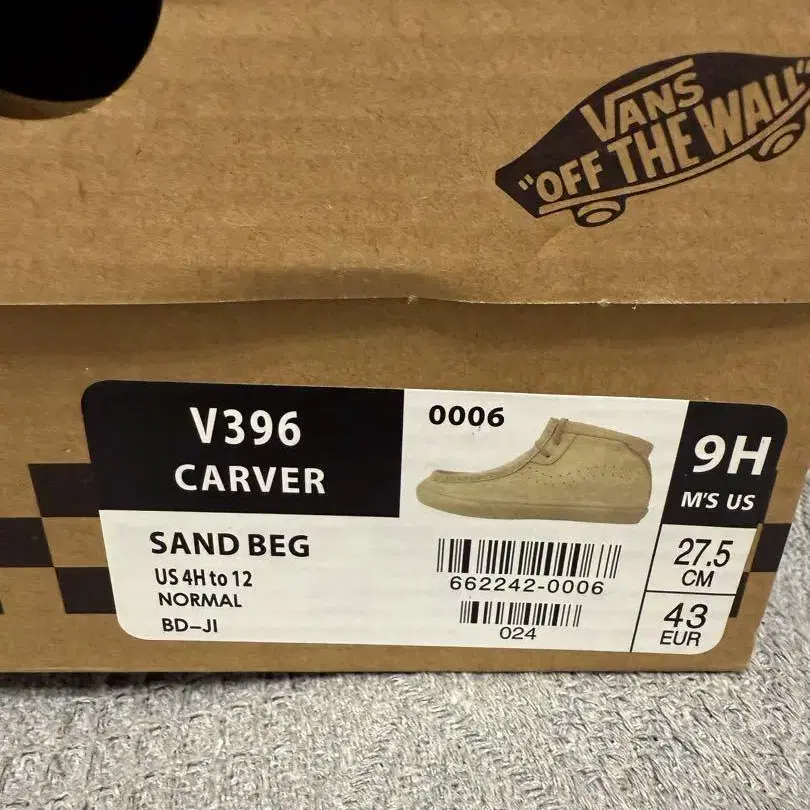 VANS
"OFF THE WALL"
V396
CARVER
0006
9H
M'S US
SAND BEG
US 4H to 12
NORMAL
BD-JI
662242-0006
024
27.5
CM
43
EUR